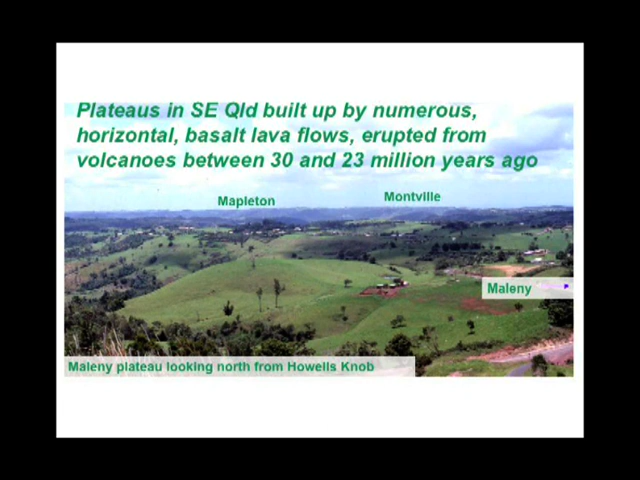 Plateaus in SE Qld built up by numerous,
horizontal, basalt lava flows, erupted from
volcanoes between 30 and 23 million years ago
Mapleton
Montville
Maleny
Maleny plateau looking north from Howells Knob